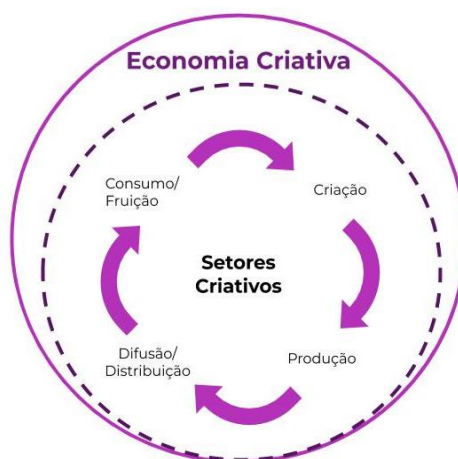 Economia Criativa
Consumo/
Fruição
Criação
Setores
Criativos
Difusão/
Distribuição
Produção